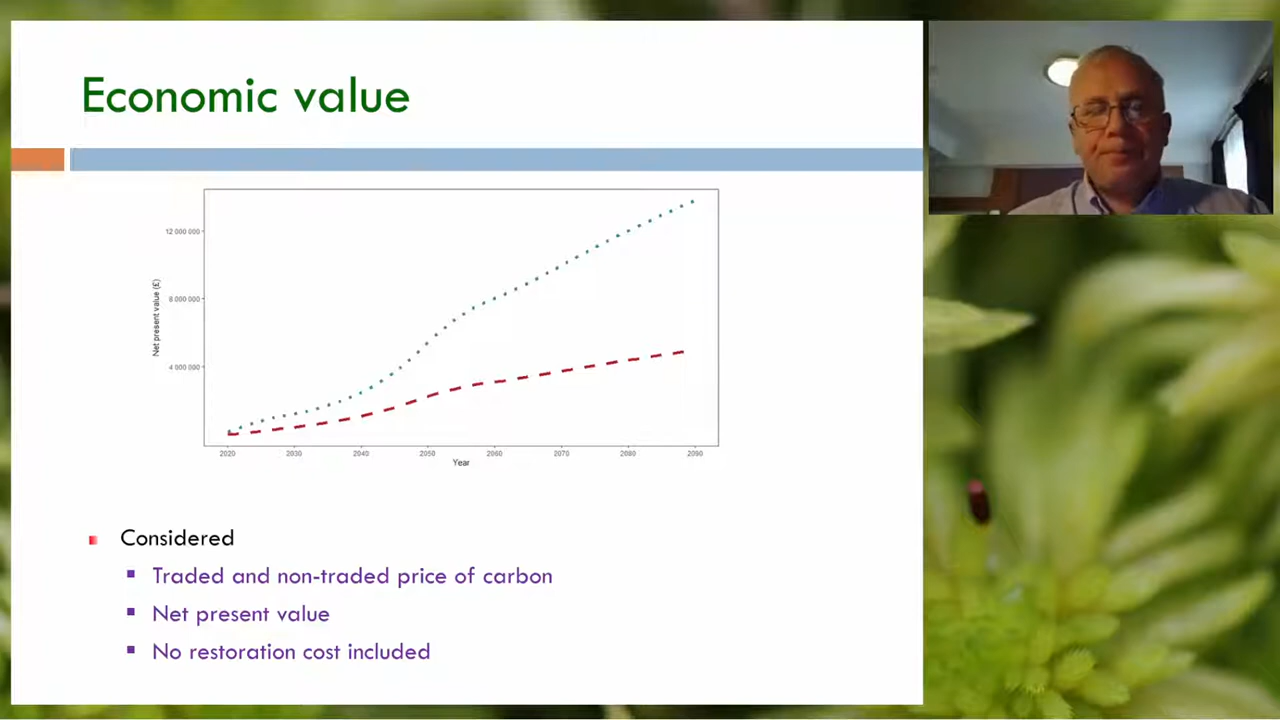 Economic value
12 000 000
8 000 000
4 000 000
Net present value (£)
2020 2030 2040 2050 2060 2070 2080 2090
Year
Considered
Traded and non-traded price of carbon
Net present value
No restoration cost included